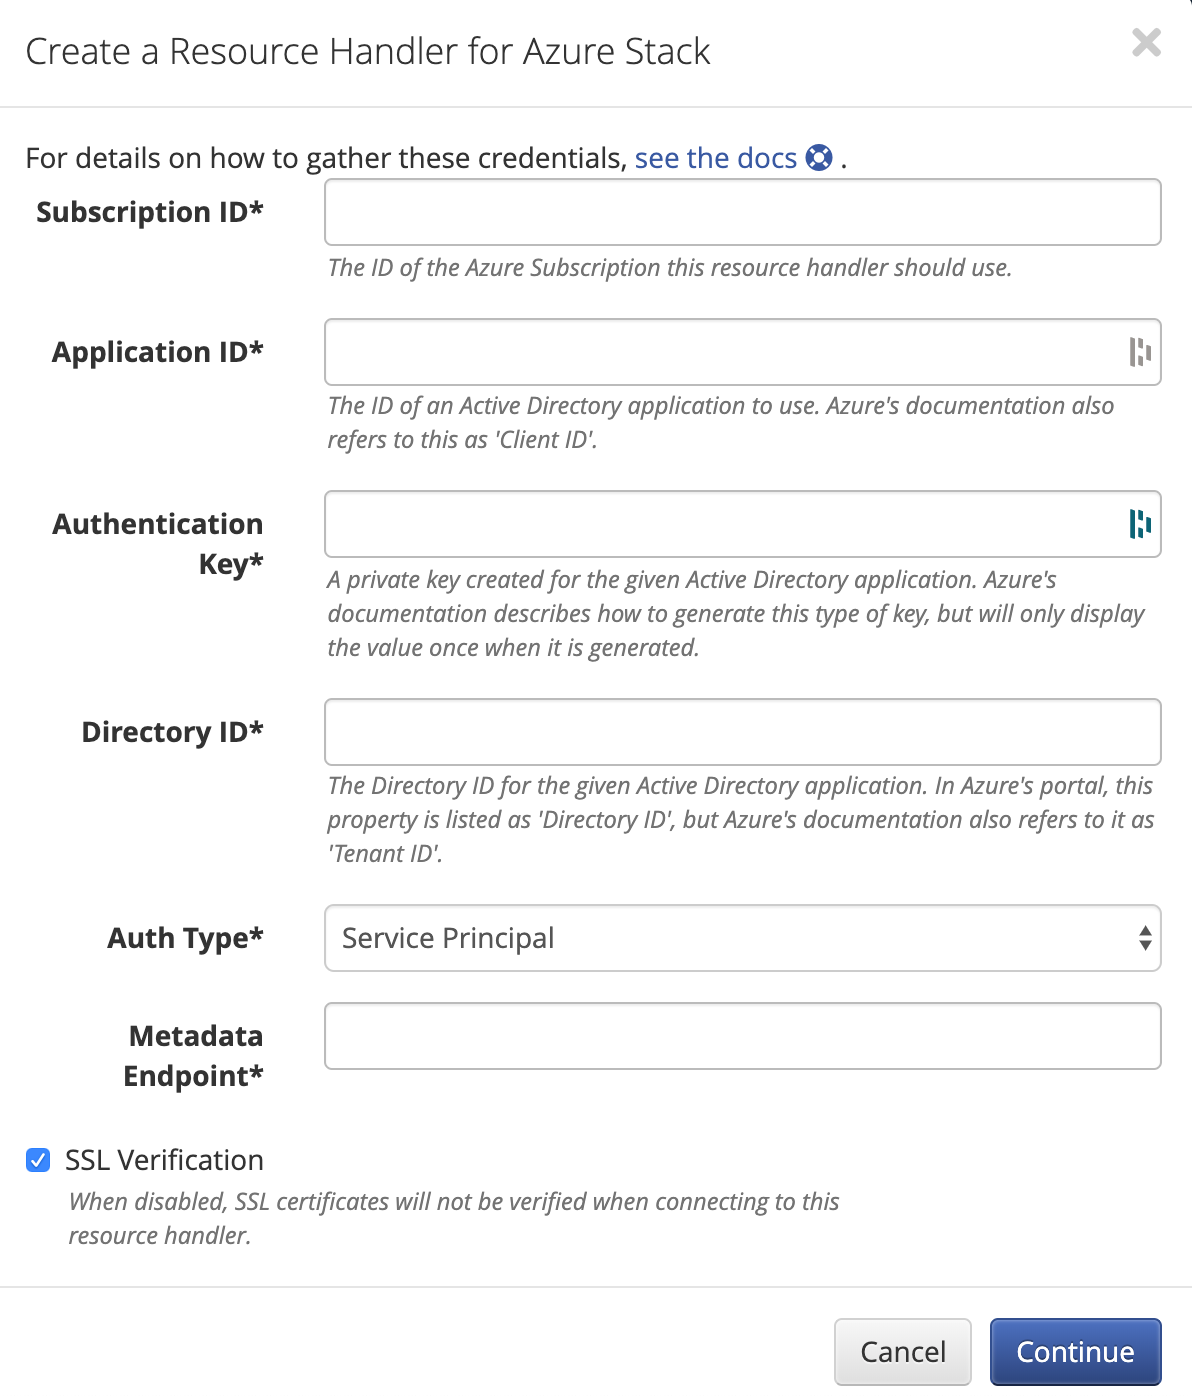 Create a Resource Handler for Azure Stack
For details on how to gather these credentials, see the docs .
Subscription ID*
The ID of the Azure Subscription this resource handler should use.
Application ID*
The ID of an Active Directory application to use. Azure's documentation also
refers to this as 'Client ID'.
Authentication
Key*
A private key created for the given Active Directory application. Azure's
documentation describes how to generate this type of key, but will only display
the value once when it is generated.
Directory ID*
The Directory ID for the given Active Directory application. In Azure's portal, this
property is listed as 'Directory ID', but Azure's documentation also refers to it as
'Tenant ID'.
Auth Type*
Service Principal
Metadata
Endpoint*
SSL Verification
When disabled, SSL certificates will not be verified when connecting to this
resource handler.
Cancel
Continue